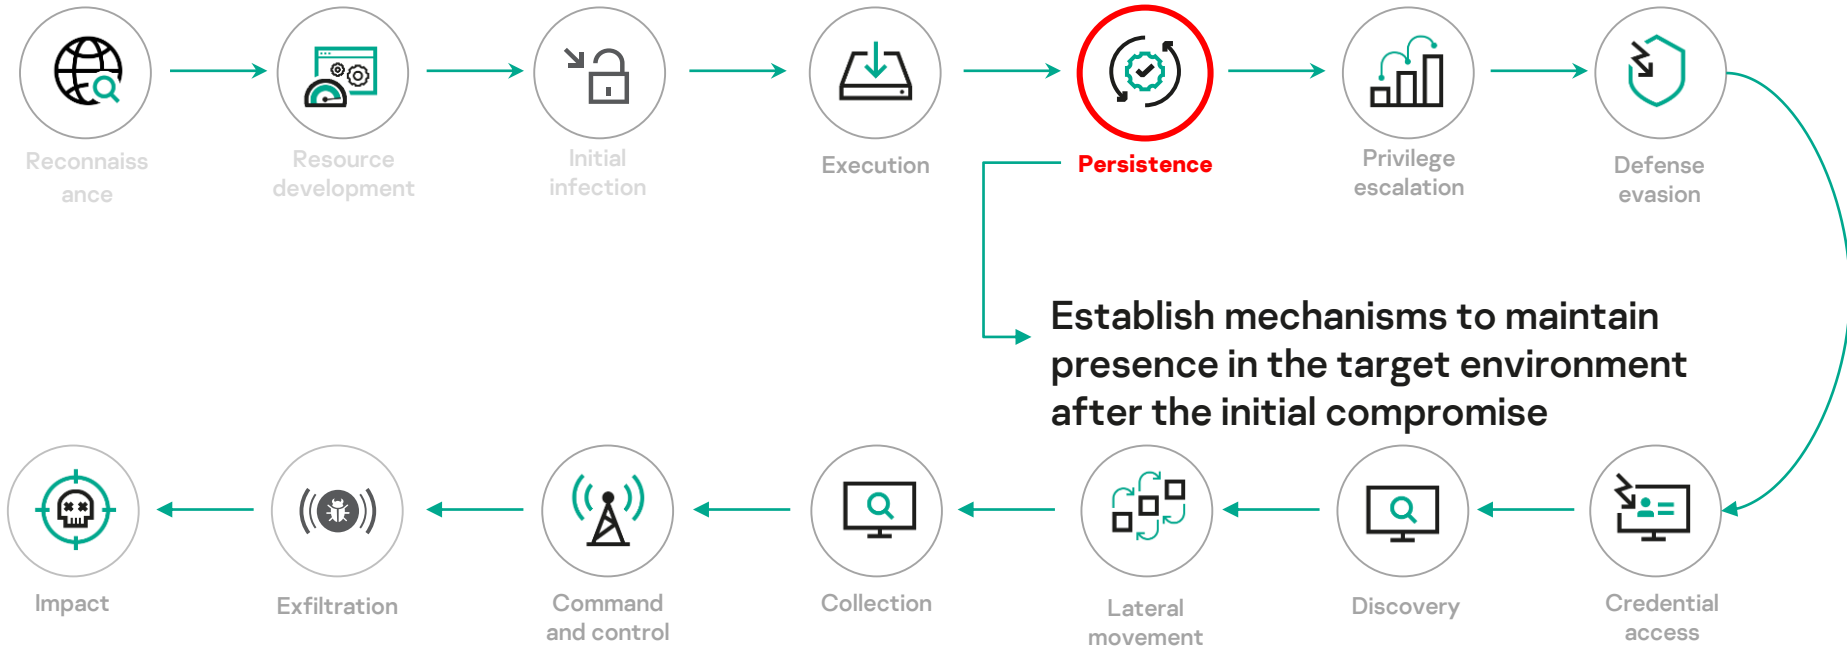 Reconnaiss
ance
Resource
development
Initial
infection
Execution
Persistence
Privilege
escalation
Defense
evasion
Establish mechanisms to maintain
presence in the target environment
after the initial compromise
Impact
Exfiltration
Command
and control
Collection
Lateral
movement
Discovery
Credential
access